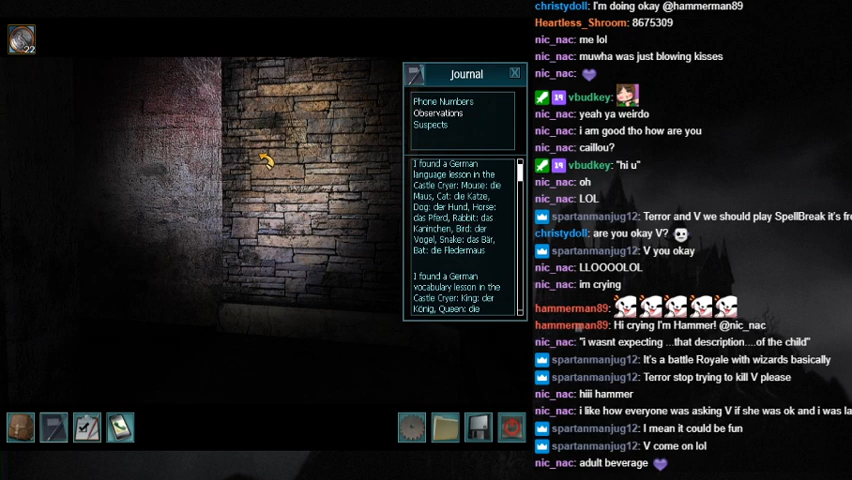 22
Journal
Phone Numbers
Observations
Suspects
I found a German
language lesson in the
Castle Cryer: Mouse: die
Maus, Cat: die Katze,
Dog: der Hund, Horse:
das Pferd, Rabbit: das
Kaninchen, Bird: der
Vogel, Snake: das Bär,
Bat: die Fledermaus
I found a German
vocabulary lesson in the
Castle Cryer: King: der
König, Queen: die
christydoll: I'm doing okay @hammerman89
Heartless_Shroom: 8675309
nic_nac: me lol
nic_nac: muwha was just blowing kisses
nic_nac:
19 vbudkey:
nic_nac: yeah ya weirdo
nic_nac: i am good tho how are you
nic_nac: caillou?
19 vbudkey: "hi u"
nic_nac: oh
nic_nac: LOL
spartanmanjug12: Terror and V we should play SpellBreak it's fr
christydoll: are you okay V?
spartanmanjug12: V you okay
nic_nac: LLOOOOLOL
nic_nac: im crying
hammerman89:
hammerman89: Hi crying I'm Hammer! @nic_nac
nic_nac: "i wasnt expecting ...that description....of the child"
spartanmanjug12: It's a battle Royale with wizards basically
spartanmanjug12: Terror stop trying to kill V please
nic_nac: hiii hammer
nic_nac: i like how everyone was asking V if she was ok and i was la
spartanmanjug12: I mean it could be fun
spartanmanjug12: V come on lol
nic_nac: adult beverage